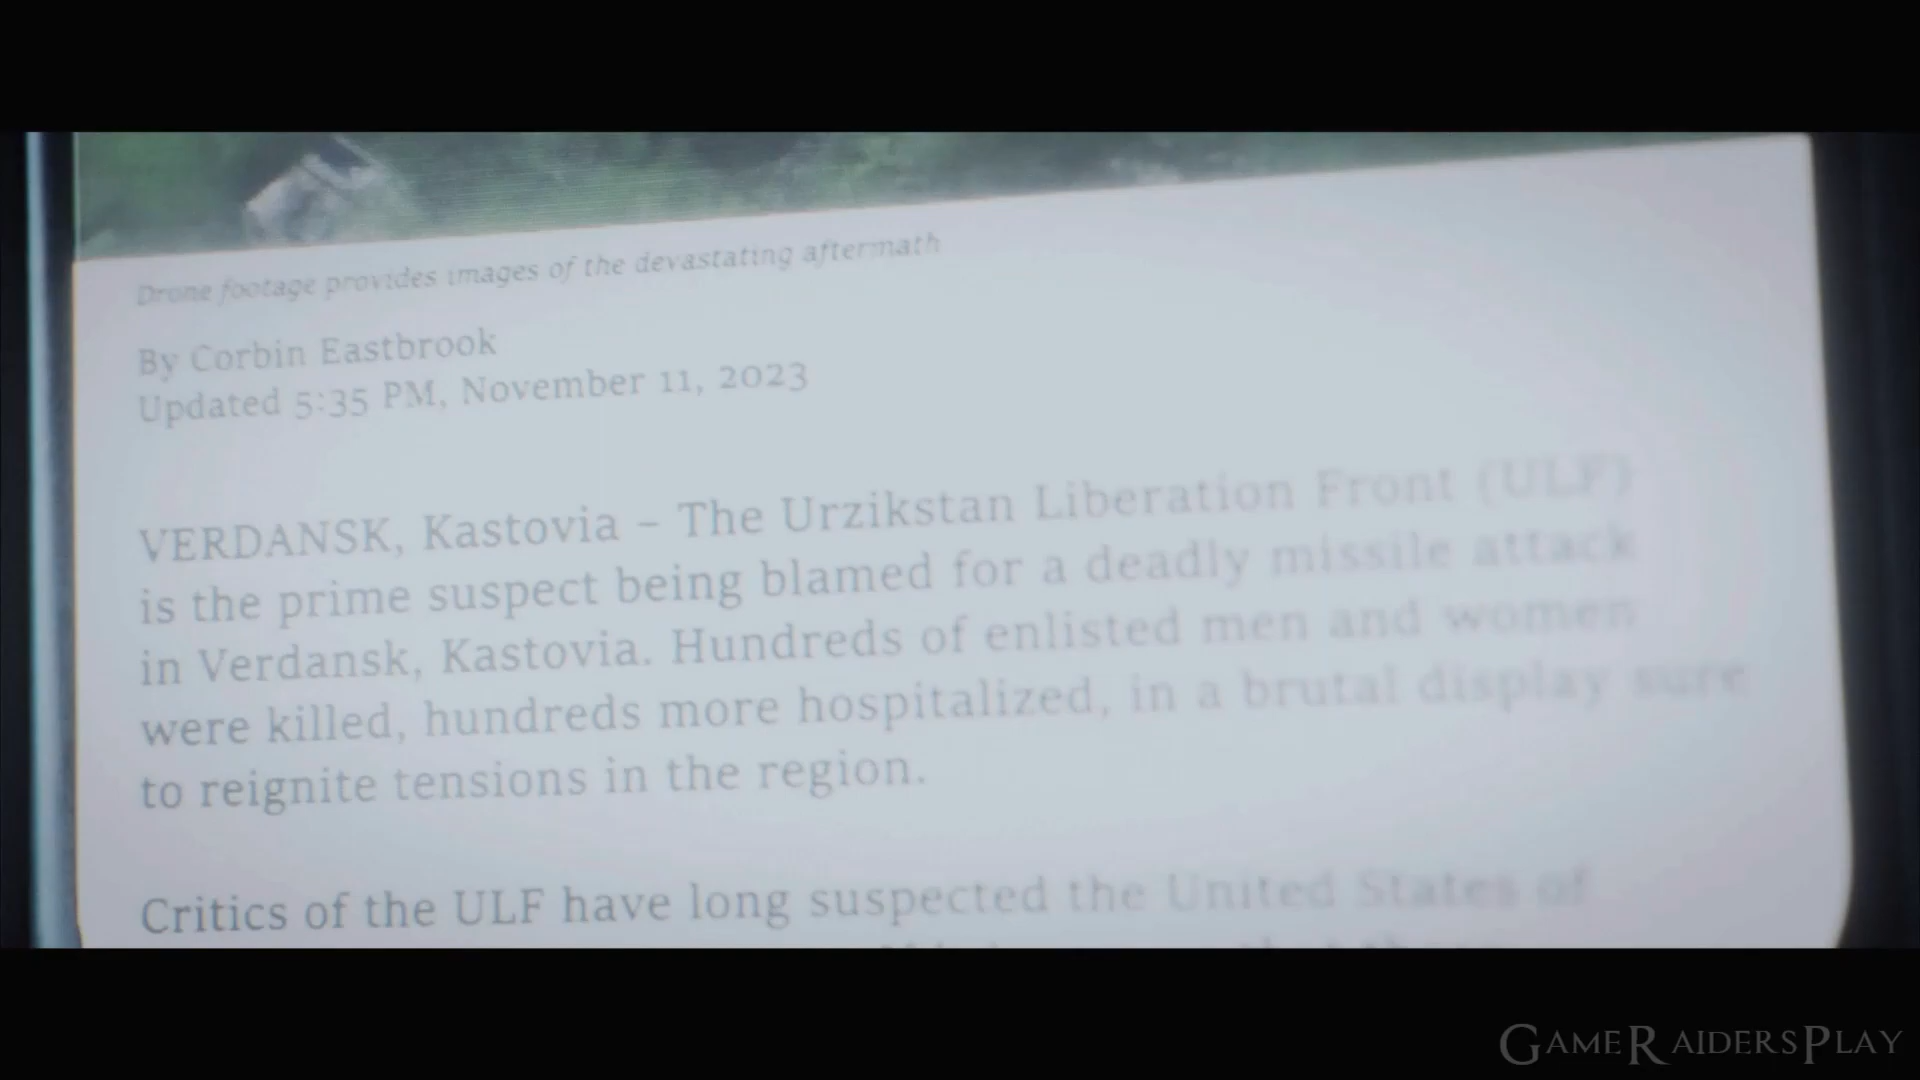 Drone footage provides images of the devastating aftermath
By Corbin Eastbrook
Updated 5:35 PM, November 11, 2023
VERDANSK, Kastovia – The Urzikstan Liberation Front (ULF)
is the prime suspect being blamed for a deadly missile attack
in Verdansk, Kastovia. Hundreds of enlisted men and women
were killed, hundreds more hospitalized, in a brutal display sure
to reignite tensions in the region.
Critics of the ULF have long suspected the United States of
GAMERAIDERSPLAY